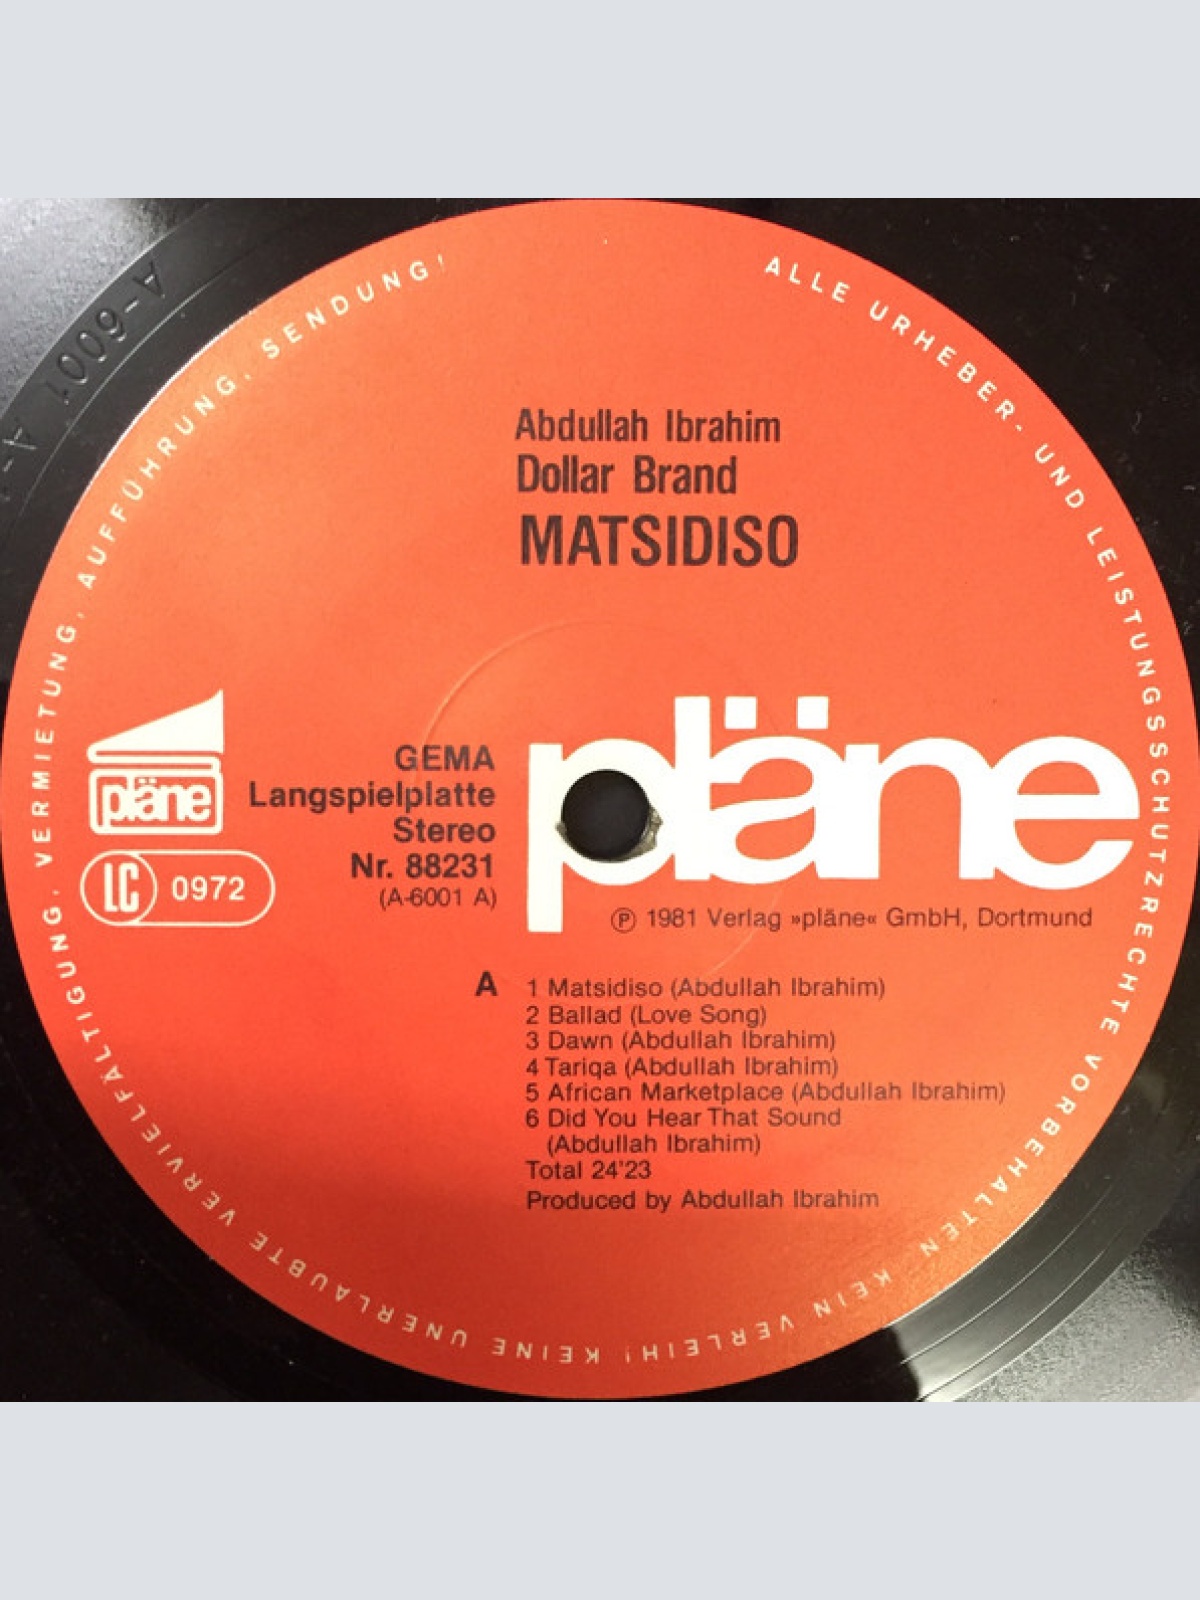 ALLE URHEBER- UND LEISTUNGSSCHUTZRECHTE VORBEHALTEN KEIN VERLEIH! KEINE UNERLAUBTE VERVIELFÄLTIGUNG, VERMIETUNG, AUFFÜHRUNG, SENDUNG!
A-6001 A
Abdullah Ibrahim
Dollar Brand
MATSIDISO
pläne
LC 0972
GEMA
Langspielplatte
Stereo
Nr. 88231
(A-6001 A)
pläne
℗ 1981 Verlag »pläne« GmbH, Dortmund
A
1 Matsidiso (Abdullah Ibrahim)
2 Ballad (Love Song)
3 Dawn (Abdullah Ibrahim)
4 Tariqa (Abdullah Ibrahim)
5 African Marketplace (Abdullah Ibrahim)
6 Did You Hear That Sound
(Abdullah Ibrahim)
Total 24'23
Produced by Abdullah Ibrahim